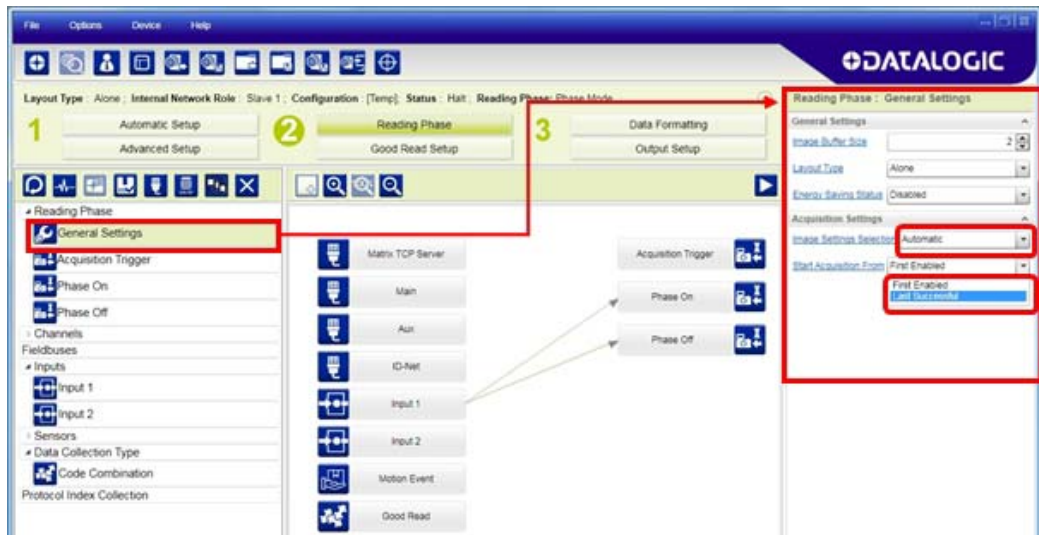 File Options Device Help
DATALOGIC
Layout Type : Alone ; Internal Network Role : Slave 1 ; Configuration : [Temp]; Status : Halt ; Reading Phase: Phase Mode
1
Automatic Setup
Advanced Setup
2
Reading Phase
Good Read Setup
3
Data Formatting
Output Setup
Reading Phase
General Settings
Acquisition Trigger
Phase On
Phase Off
Channels
Fieldbuses
Inputs
Input 1
Input 2
Sensors
Data Collection Type
Code Combination
Protocol Index Collection
Matrix TCP Server
Main
Aux
ID-Net
Input 1
Input 2
Motion Event
Good Read
Acquisition Trigger
Phase On
Phase Off
Reading Phase : General Settings
General Settings
Image Buffer Size 2
Layout Type Alone
Energy Saving Status Disabled
Acquisition Settings
Image Settings Selection Automatic
Start Acquisition From First Enabled
First Enabled
Last Successful